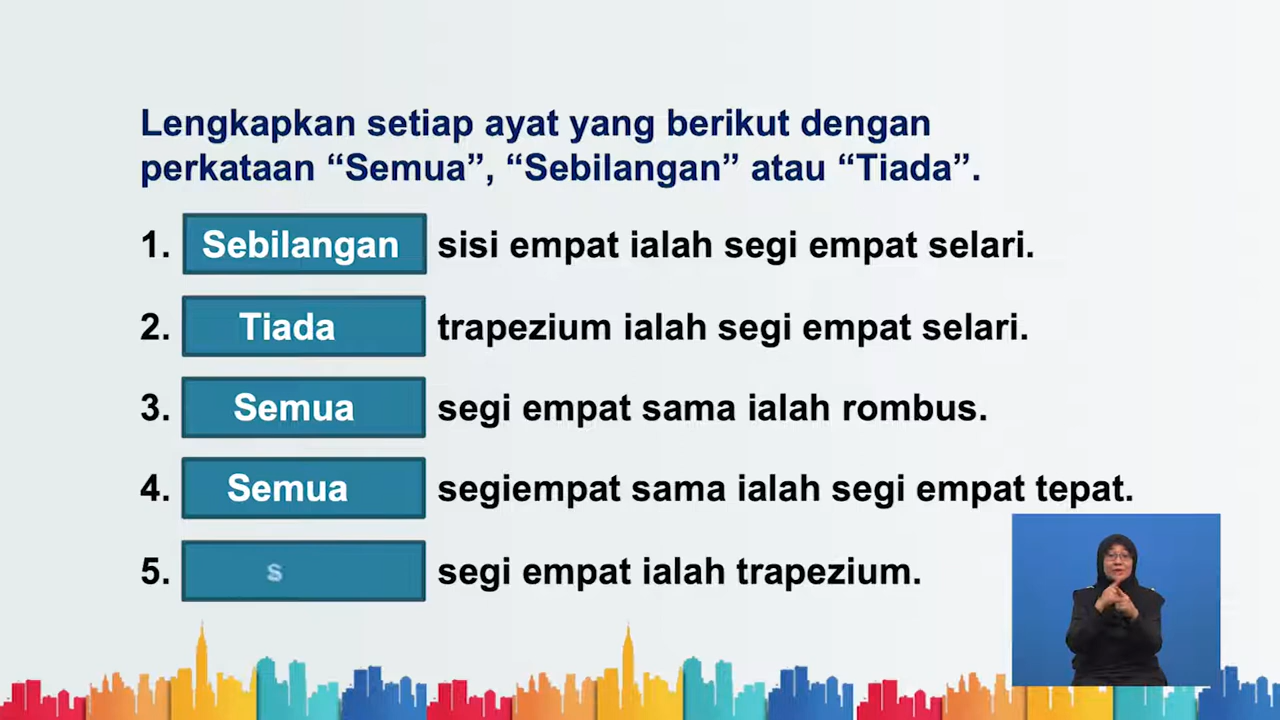 Lengkapkan setiap ayat yang berikut dengan
perkataan “Semua”, “Sebilangan” atau “Tiada”.
1. Sebilangan sisi empat ialah segi empat selari.
2. Tiada trapezium ialah segi empat selari.
3. Semua segi empat sama ialah rombus.
4. Semua segiempat sama ialah segi empat tepat.
5. s segi empat ialah trapezium.